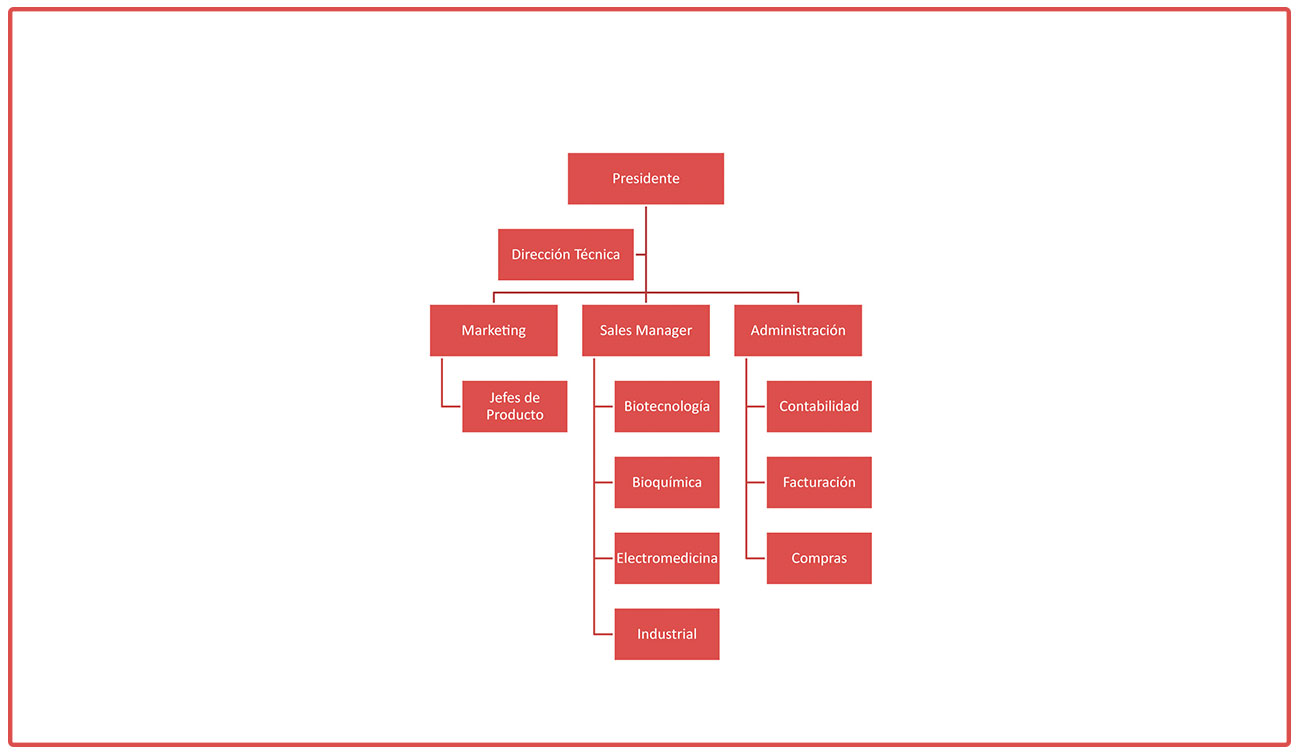 Presidente
Dirección Técnica
Marketing
Sales Manager
Administración
Jefes de
Producto
Biotecnología
Contabilidad
Bioquímica
Facturación
Electromedicina
Compras
Industrial